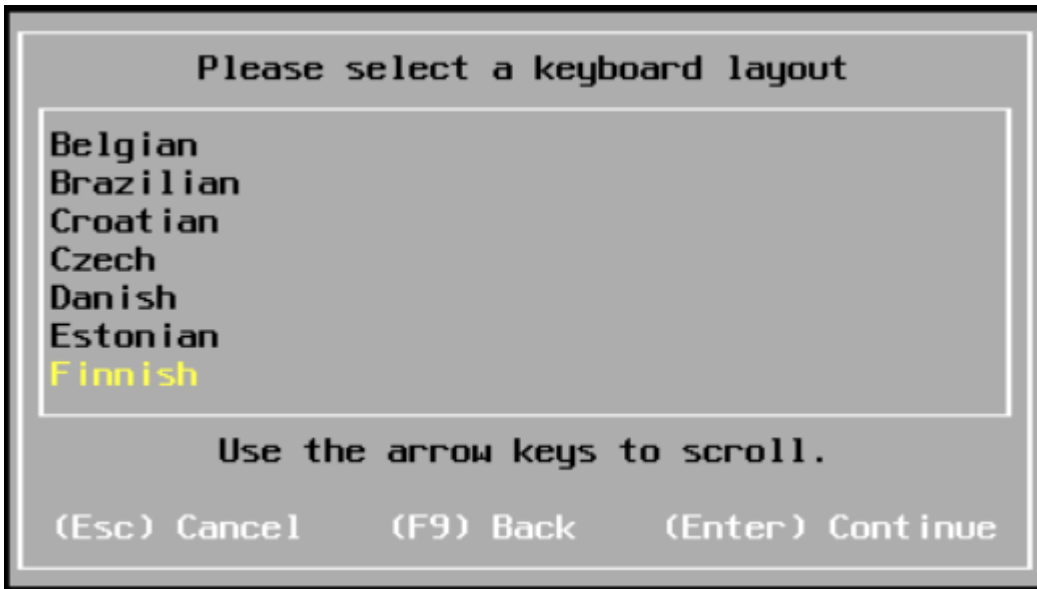 Please select a keyboard layout
Belgian
Brazilian
Croatian
Czech
Danish
Estonian
Finnish
Use the arrow keys to scroll.
(Esc) Cancel (F9) Back (Enter) Continue